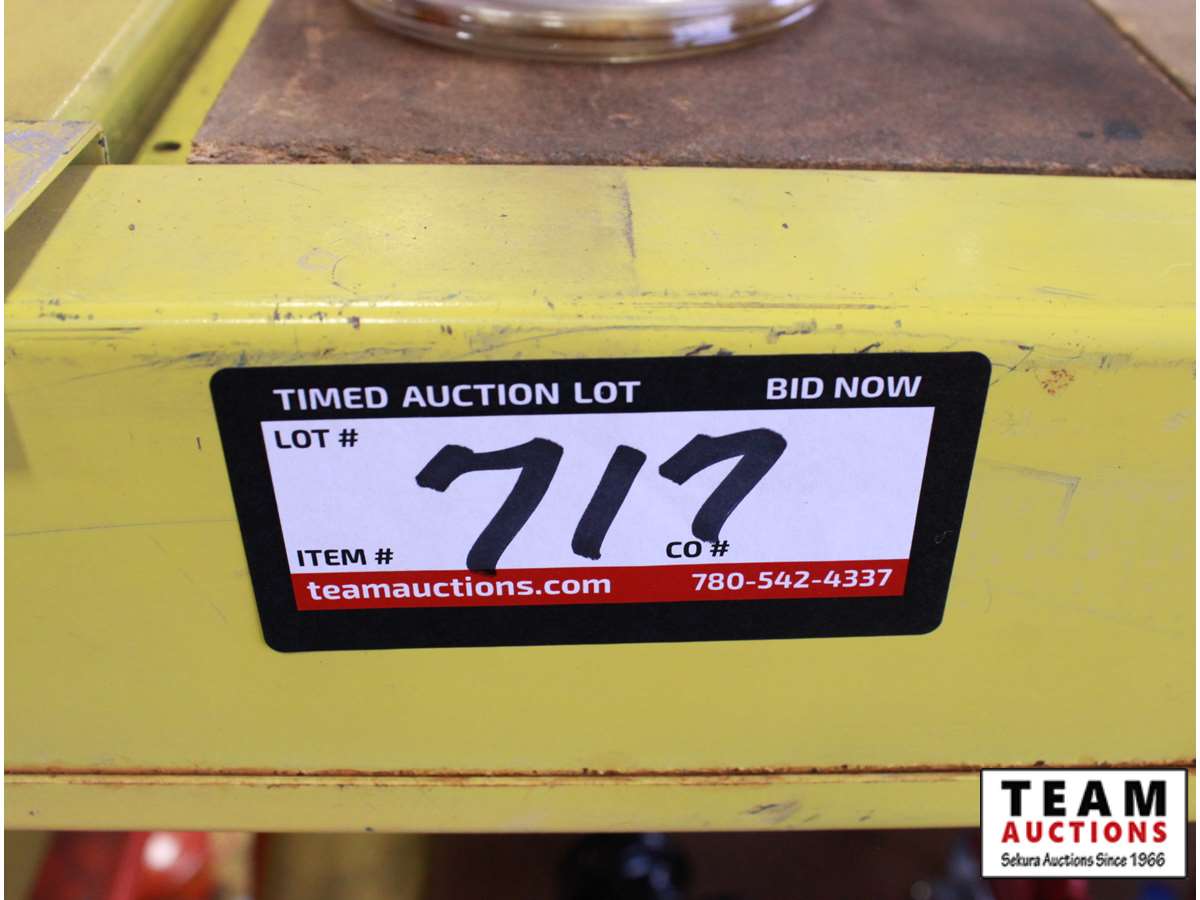 TIMED AUCTION LOT BID NOW
LOT #
717
ITEM # CO #
teamauctions.com 780-542-4337
TEAM
AUCTIONS
Sekura Auctions Since 1966